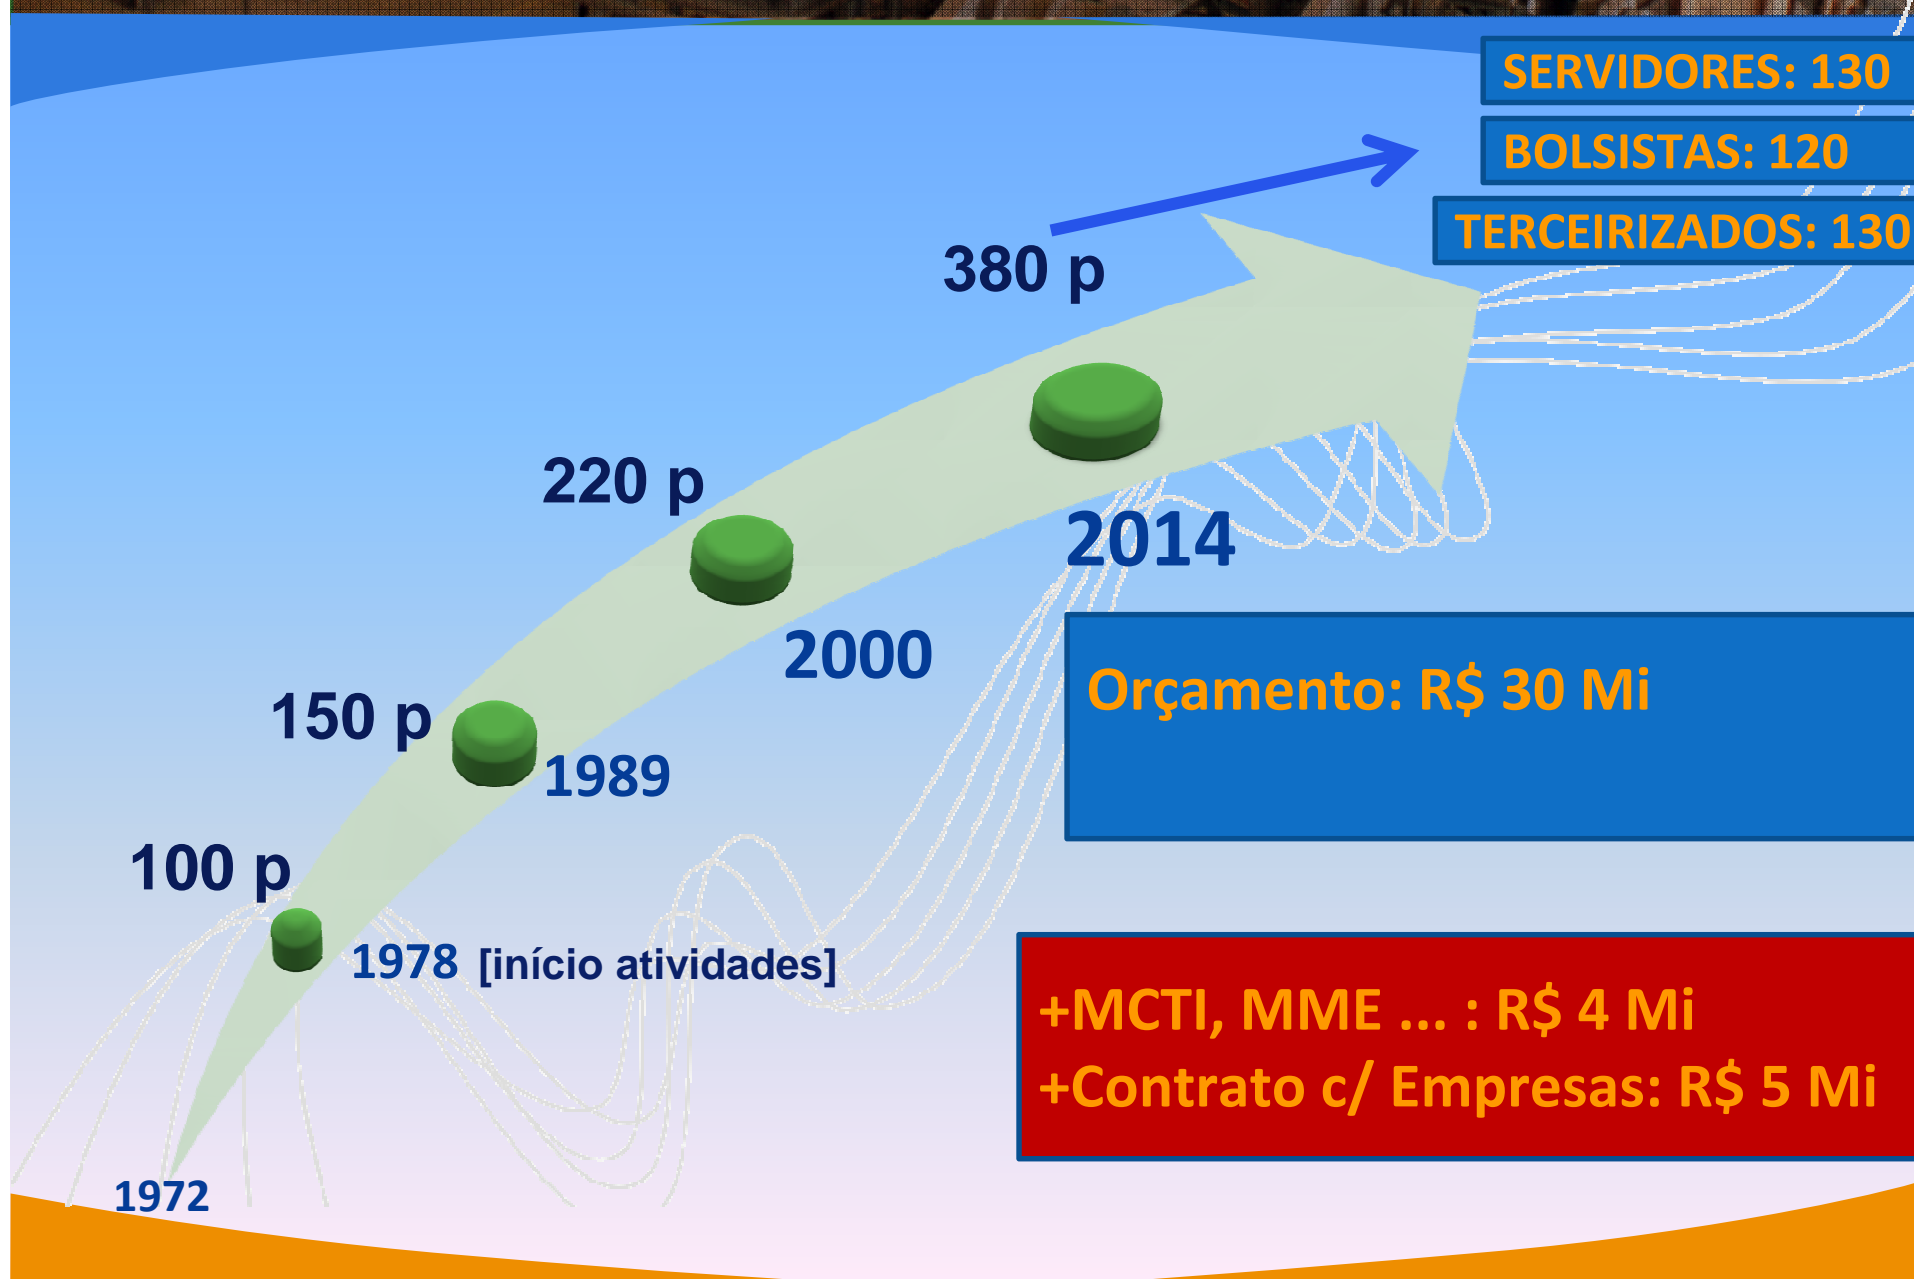 SERVIDORES: 130
BOLSISTAS: 120
TERCEIRIZADOS: 130
380 p
220 p
2014
2000
Orçamento: R$ 30 Mi
150 p
1989
100 p
1978 [início atividades]
+MCTI, MME ... : R$ 4 Mi
+Contrato c/ Empresas: R$ 5 Mi
1972